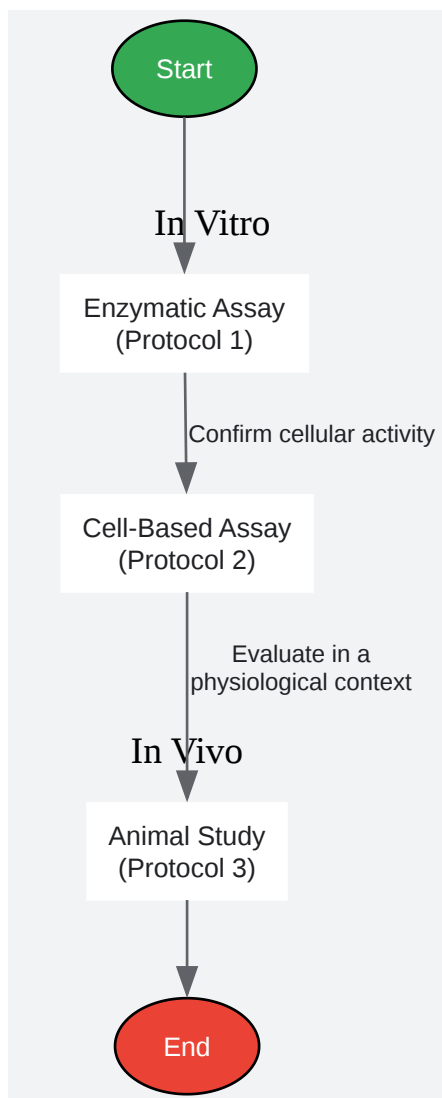 Start
In Vitro
Enzymatic Assay
(Protocol 1)
Confirm cellular activity
Cell-Based Assay
(Protocol 2)
Evaluate in a
physiological context
In Vivo
Animal Study
(Protocol 3)
End